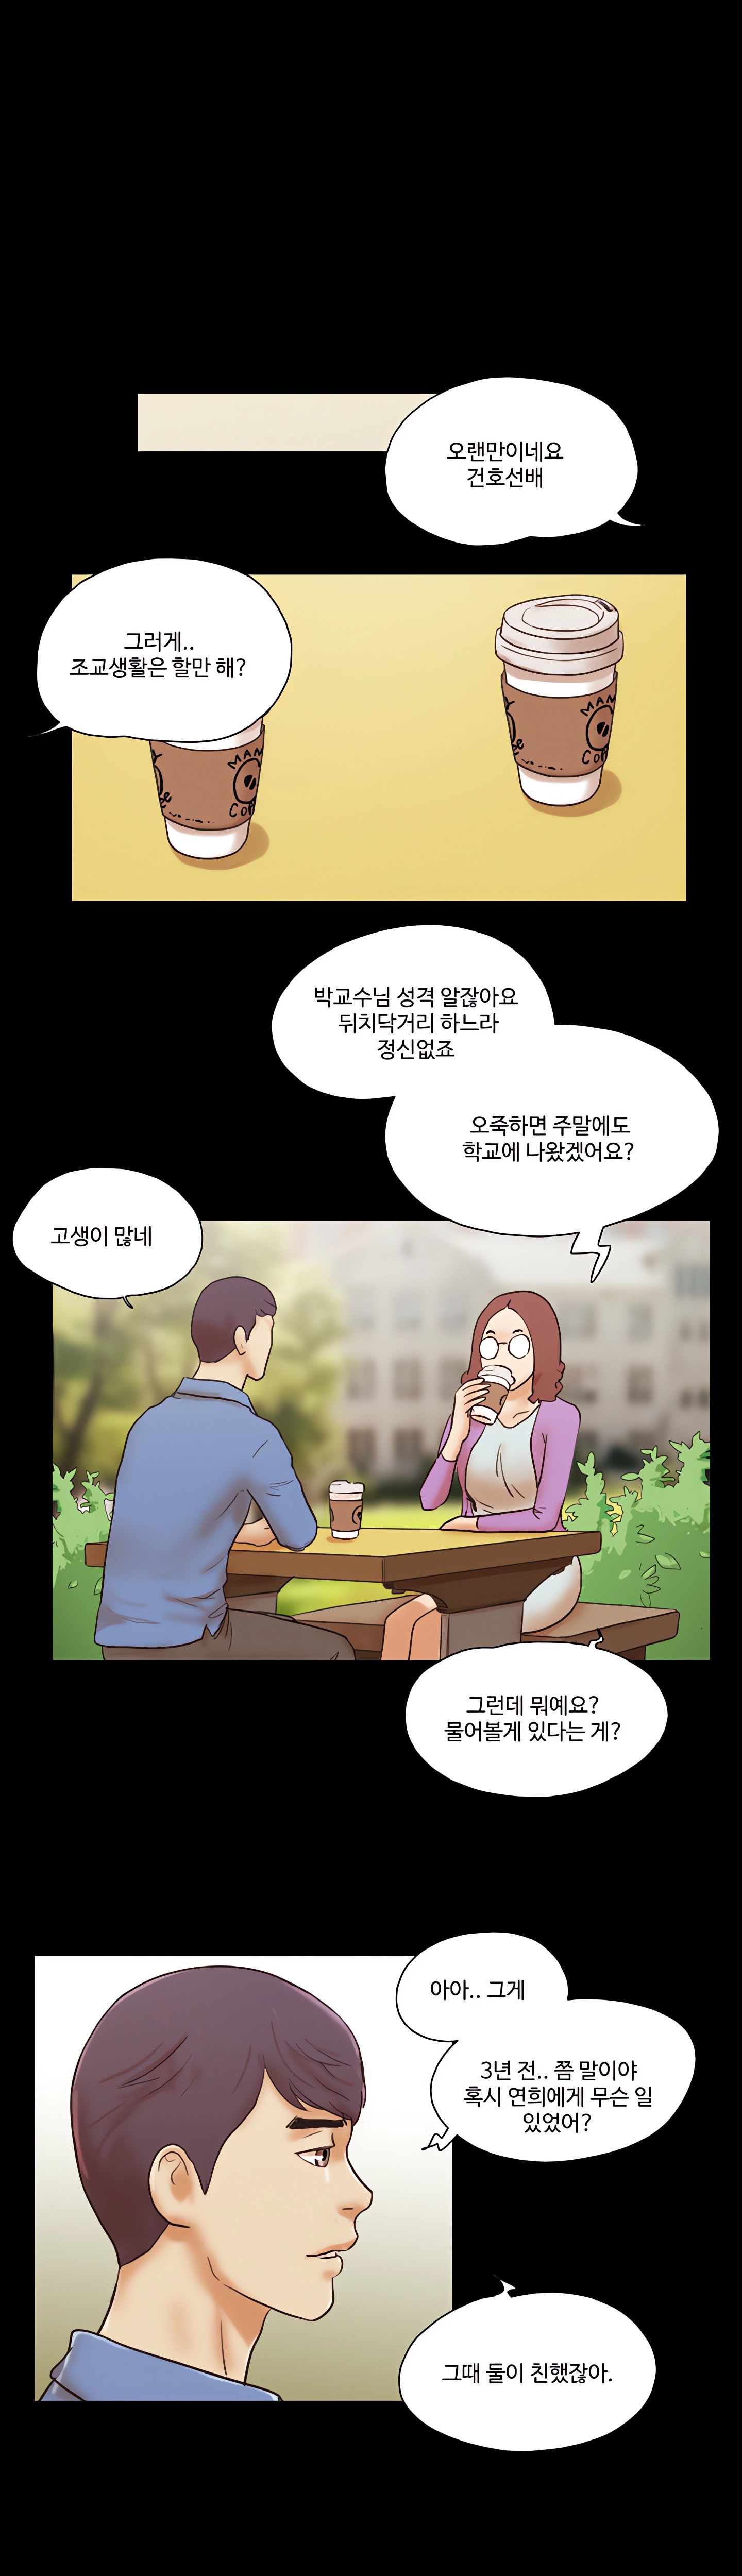 오랜만이네요
건호선배
그러게..
조교생활은 할만 해?
MAN
Co
MAN
Cof
박교수님 성격 알잖아요
뒤치닥거리 하느라
정신없죠
오죽하면 주말에도
학교에 나왔겠어요?
고생이 많네
그런데 뭐예요?
물어볼게 있다는 게?
아아.. 그게
3년 전.. 쯤 말이야
혹시 연희에게 무슨 일
있었어?
그때 둘이 친했잖아.